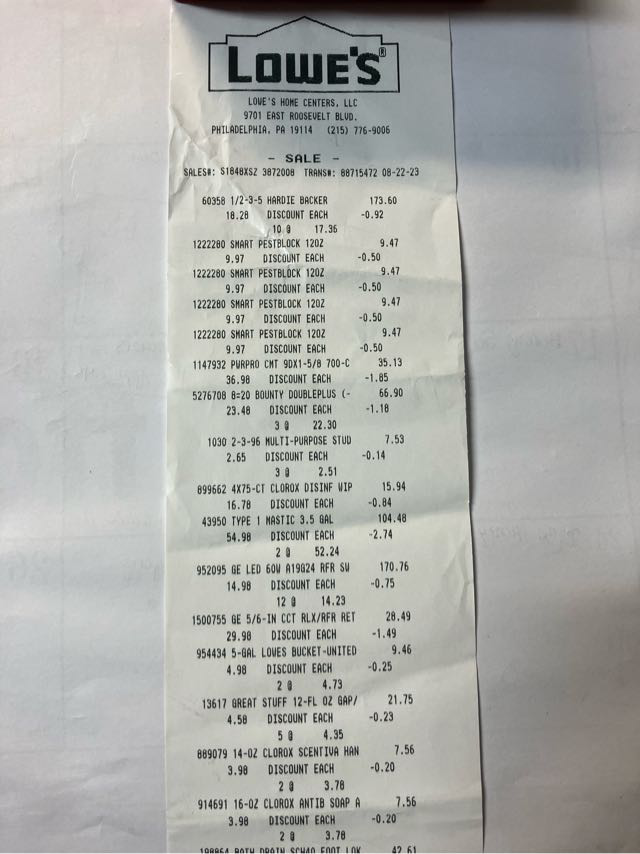 LOWE'S®
LOWE'S HOME CENTERS, LLC
9701 EAST ROOSEVELT BLVD.
PHILADELPHIA, PA 19114 (215) 776-9006
- SALE -
SALES#: S1848XSZ 3872008 TRANS#: 88715472 08-22-23
60358 1/2-3-5 HARDIE BACKER 173.60
18.28 DISCOUNT EACH -0.92
10 @ 17.36
1222280 SMART PESTBLOCK 12OZ 9.47
9.97 DISCOUNT EACH -0.50
1222280 SMART PESTBLOCK 12OZ 9.47
9.97 DISCOUNT EACH -0.50
1222280 SMART PESTBLOCK 12OZ 9.47
9.97 DISCOUNT EACH -0.50
1222280 SMART PESTBLOCK 12OZ 9.47
9.97 DISCOUNT EACH -0.50
1147932 PWRPRO CMT 9DX1-5/8 700-C 35.13
36.98 DISCOUNT EACH -1.85
5276708 8=20 BOUNTY DOUBLEPLUS (- 66.90
23.48 DISCOUNT EACH -1.18
3 @ 22.30
1030 2-3-96 MULTI-PURPOSE STUD 7.53
2.65 DISCOUNT EACH -0.14
3 @ 2.51
899662 4X75-CT CLOROX DISINF WIP 15.94
16.78 DISCOUNT EACH -0.84
43950 TYPE 1 MASTIC 3.5 GAL 104.48
54.98 DISCOUNT EACH -2.74
2 @ 52.24
952095 GE LED 60W A19G24 RFR SW 170.76
14.98 DISCOUNT EACH -0.75
12 @ 14.23
1500755 GE 5/6-IN CCT RLX/RFR RET 28.49
29.98 DISCOUNT EACH -1.49
954434 5-GAL LOWES BUCKET-UNITED 9.46
4.98 DISCOUNT EACH -0.25
2 @ 4.73
13617 GREAT STUFF 12-FL OZ GAP/ 21.75
4.58 DISCOUNT EACH -0.23
5 @ 4.35
889079 14-OZ CLOROX SCENTIVA HAN 7.56
3.98 DISCOUNT EACH -0.20
2 @ 3.78
914691 16-OZ CLOROX ANTIB SOAP A 7.56
3.98 DISCOUNT EACH -0.20
2 @ 3.78
BATH DRAIN SCH40 FOOT LOK 42.61